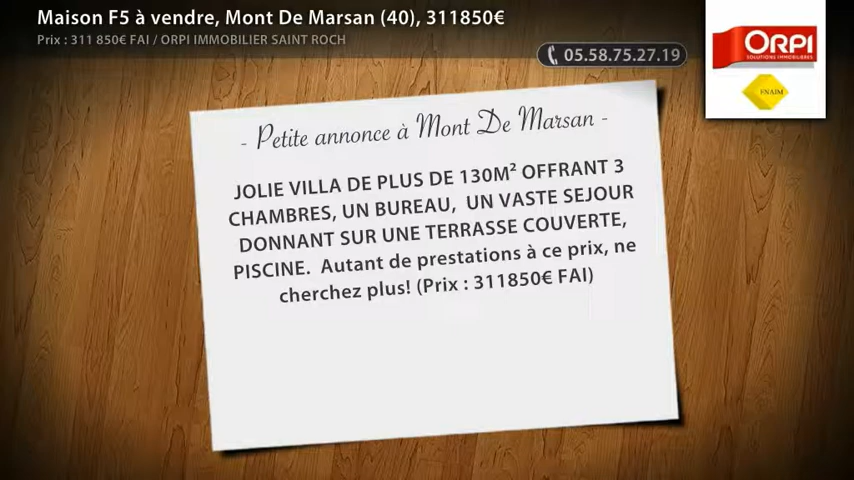 Maison F5 à vendre, Mont De Marsan (40), 311850€
Prix : 311 850€ FAI / ORPI IMMOBILIER SAINT ROCH
05.58.75.27.19
ORPI
SOLUTIONS IMMOBILIÈRES
FNAIM
- Petite annonce à Mont De Marsan -
JOLIE VILLA DE PLUS DE 130M² OFFRANT 3
CHAMBRES, UN BUREAU,  UN VASTE SEJOUR
DONNANT SUR UNE TERRASSE COUVERTE,
PISCINE.  Autant de prestations à ce prix, ne
cherchez plus! (Prix : 311850€ FAI)